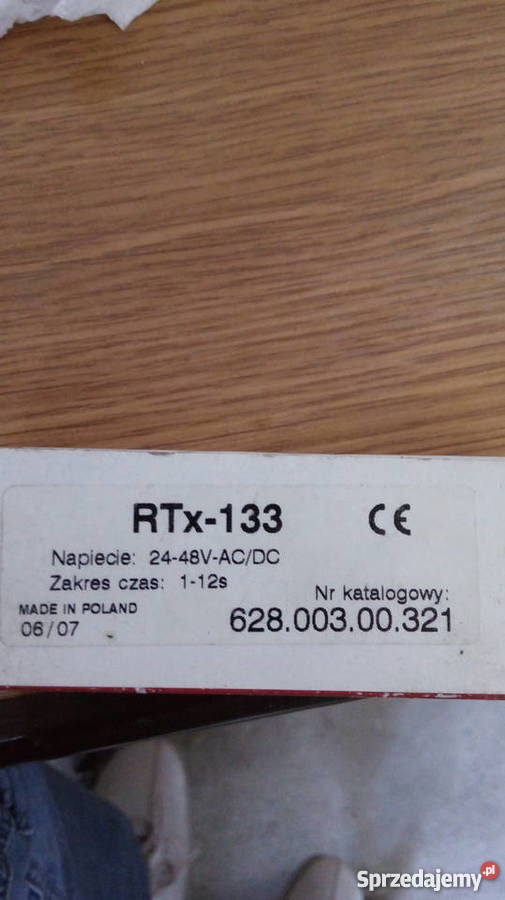 RTx-133 CE
Napiecie: 24-48V-AC/DC
Zakres czas: 1-12s
MADE IN POLAND
06/07
Nr katalogowy:
628.003.00.321
Sprzedajemy.pl